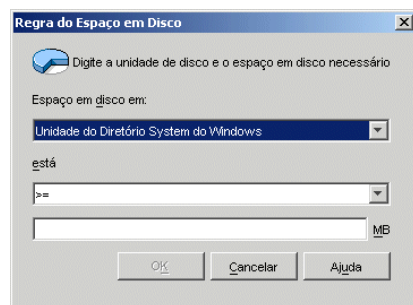 Regra do Espaço em Disco
Digite a unidade de disco e o espaço em disco necessário
Espaço em disco em:
Unidade do Diretório System do Windows
está
>=
MB
OK
Cancelar
Ajuda